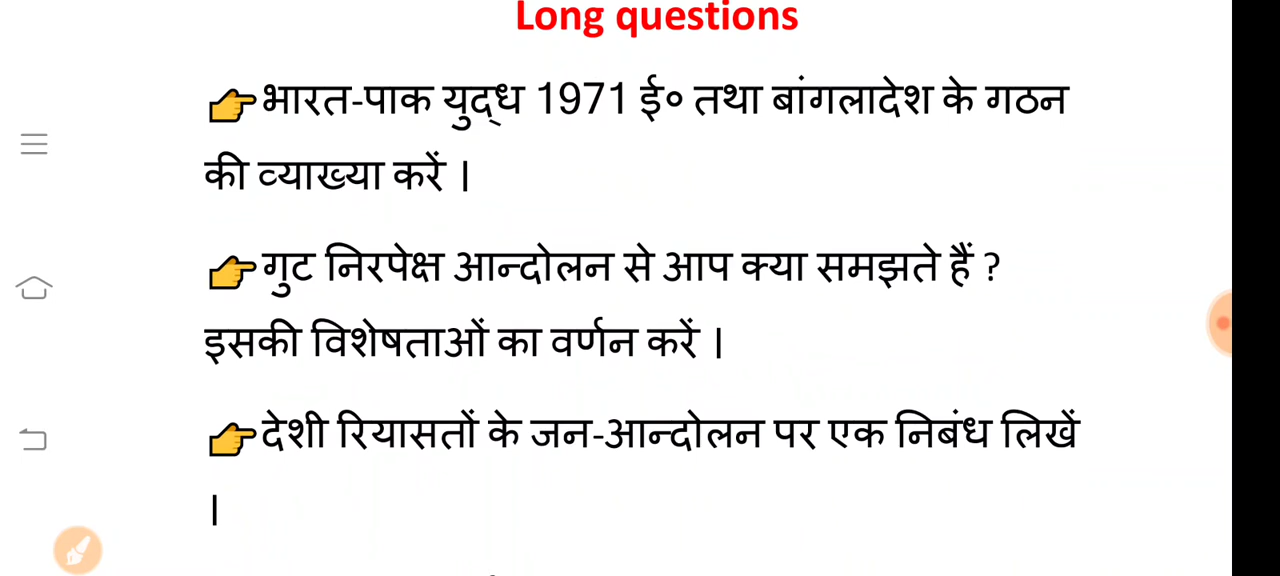 Long questions
👉भारत-पाक युद्ध 1971 ई० तथा बांगलादेश के गठन
की व्याख्या करें ।
👉गुट निरपेक्ष आन्दोलन से आप क्या समझते हैं ?
इसकी विशेषताओं का वर्णन करें ।
👉देशी रियासतों के जन-आन्दोलन पर एक निबंध लिखें
।